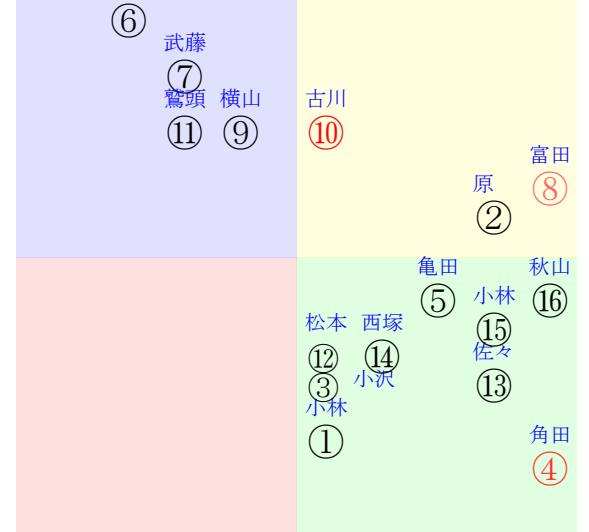 ⑥
武藤
⑦
鷲頭 横山 古川
⑪ ⑨ ⑩
富田
原 ⑧
②
亀田 秋山
⑤ 小林 ⑯
松本 西塚 ⑮
⑫ ⑭ 佐々
③ 小沢 ⑬
小林
① 角田
④